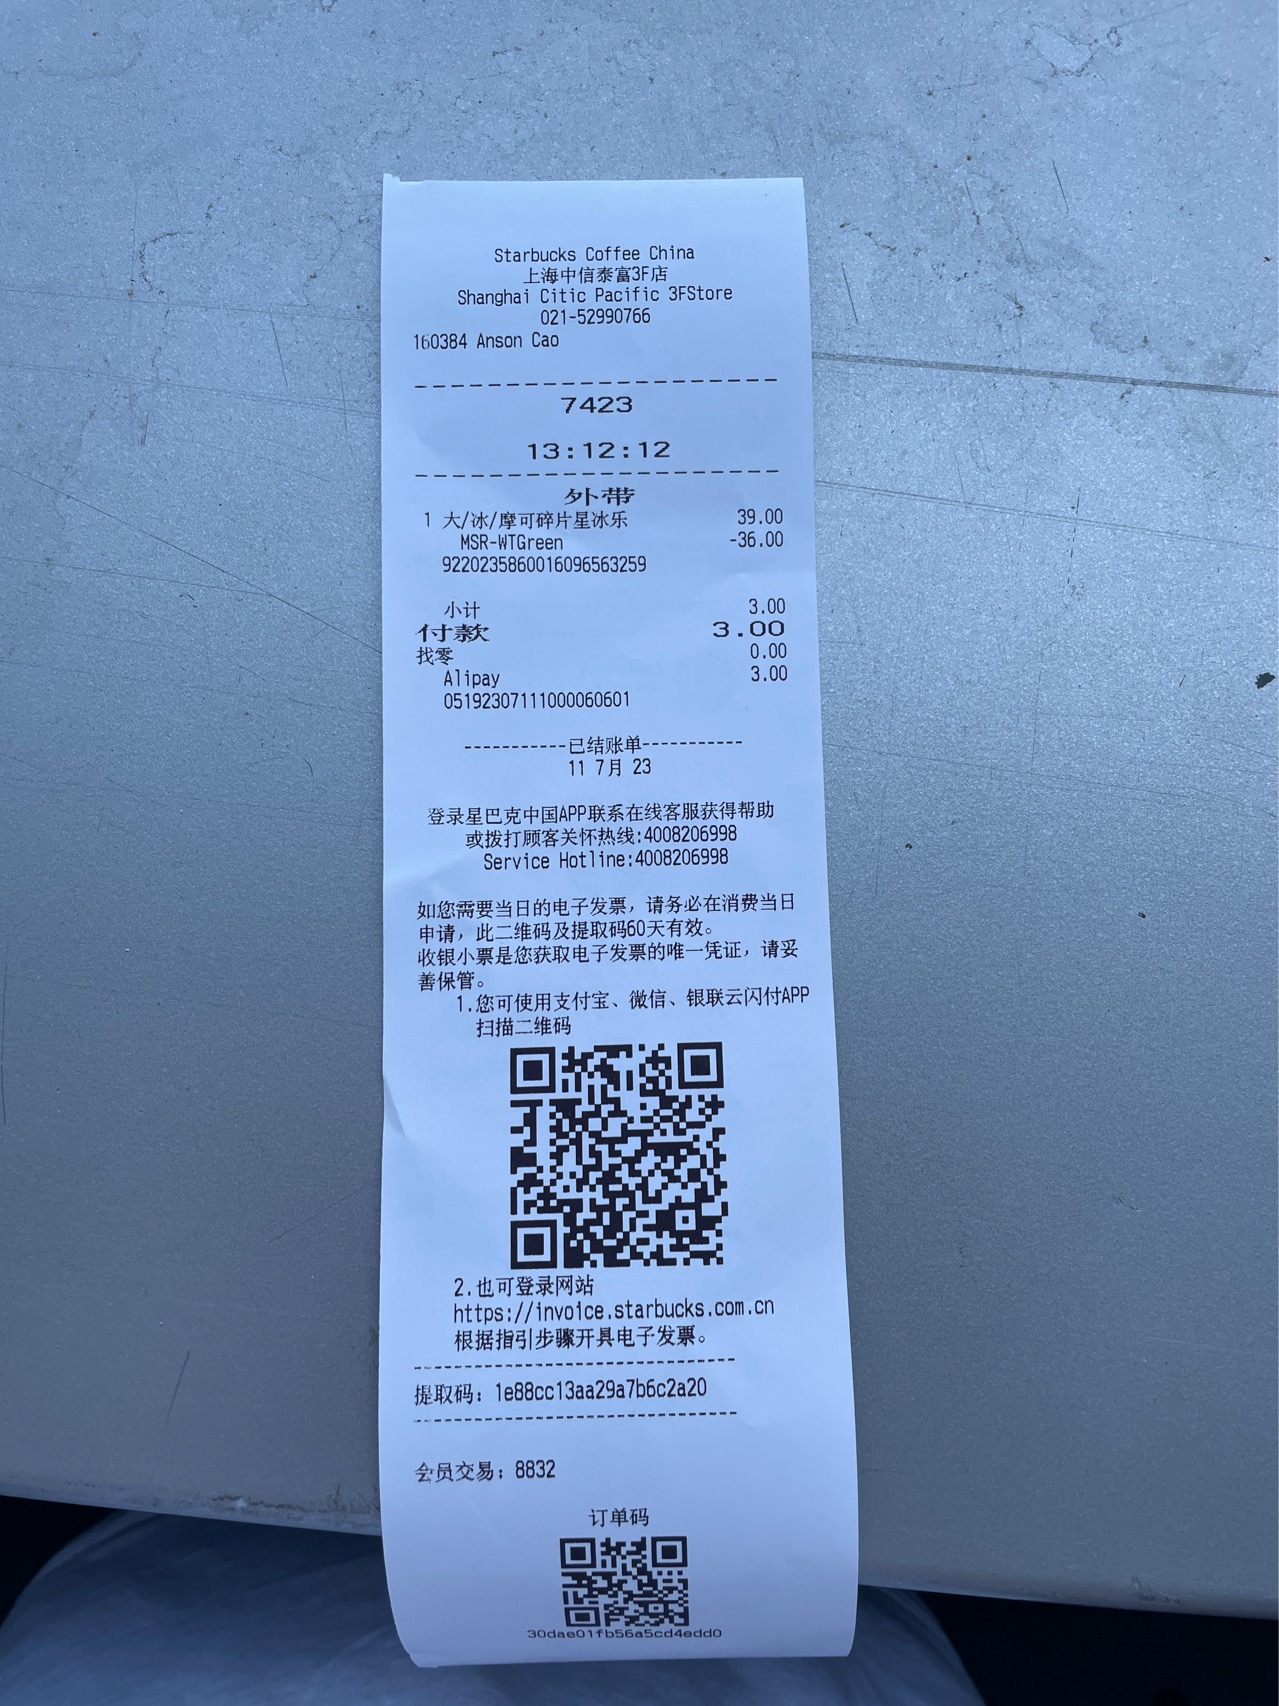 Starbucks Coffee China
上海中信泰富3F店
Shanghai Citic Pacific 3FStore
021-52990766
160384 Anson Cao
7423
13:12:12
外带
1 大/冰/摩可碎片星冰乐 39.00
MSR-WTGreen -36.00
9220235860016096563259
小计 3.00
付款 3.00
找零 0.00
Alipay 3.00
05192307111000060601
-----------已结账单-----------
11 7月 23
登录星巴克中国APP联系在线客服获得帮助
或拨打顾客关怀热线:4008206998
Service Hotline:4008206998
如您需要当日的电子发票，请务必在消费当日
申请，此二维码及提取码60天有效。
收银小票是您获取电子发票的唯一凭证，请妥
善保管。
1.您可使用支付宝、微信、银联云闪付APP
扫描二维码
2.也可登录网站
https://invoice.starbucks.com.cn
根据指引步骤开具电子发票。
提取码：1e88cc13aa29a7b6c2a20
会员交易：8832
订单码
30dae01fb56a5cd4edd0